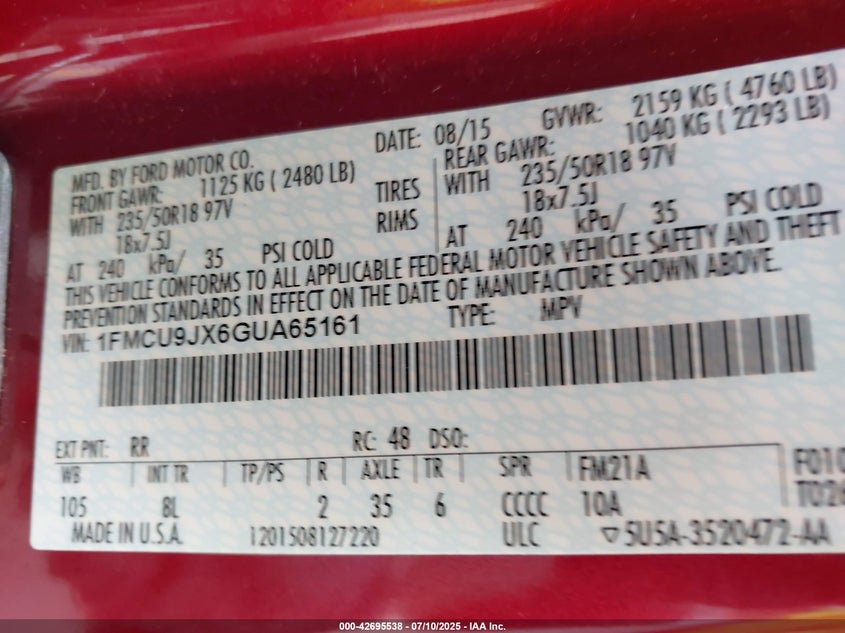 MFD. BY FORD MOTOR CO. DATE: 08/15 GVWR: 2159 KG ( 4760 LB)
FRONT GAWR: 1125 KG ( 2480 LB) REAR GAWR: 1040 KG ( 2293 LB)
WITH 235/50R18 97V TIRES WITH 235/50R18 97V
18x7.5J RIMS 18x7.5J
AT 240 kPa/ 35 PSI COLD AT 240 kPa/ 35 PSI COLD
THIS VEHICLE CONFORMS TO ALL APPLICABLE FEDERAL MOTOR VEHICLE SAFETY AND THEFT
PREVENTION STANDARDS IN EFFECT ON THE DATE OF MANUFACTURE SHOWN ABOVE.
VIN: 1FMCU9JX6GUA65161 TYPE: MPV
EXT PNT: RR RC: 48 DSO:
WB INT TR TP/PS R AXLE TR SPR FM21A F010
105 8L 2 35 6 CCCC 10A T026
MADE IN U.S.A. 1201508127220 ULC ▽5U5A-3520472-AA
000-42695538 - 07/10/2025 - IAA Inc.